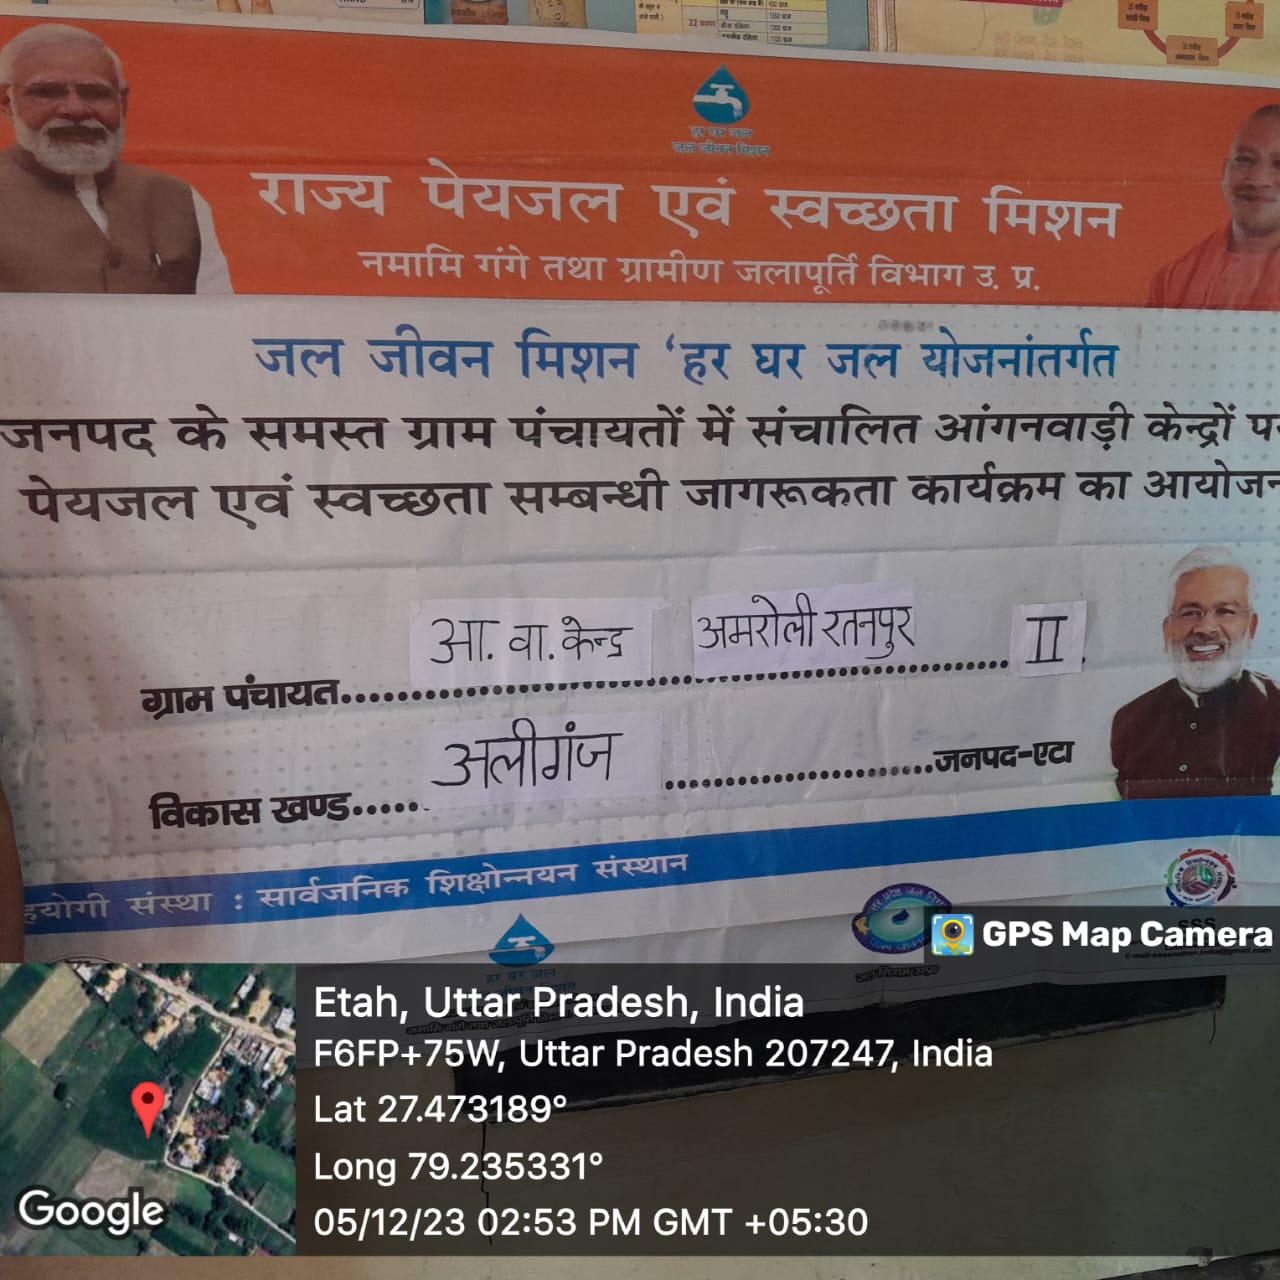 हर घर जल
जल जीवन मिशन
राज्य पेयजल एवं स्वच्छता मिशन
नमामि गंगे तथा ग्रामीण जलापूर्ति विभाग उ. प्र.
जल जीवन मिशन ‘हर घर जल योजनांतर्गत
जनपद के समस्त ग्राम पंचायतों में संचालित आंगनवाड़ी केन्द्रों
पेयजल एवं स्वच्छता सम्बन्धी जागरूकता कार्यक्रम का आयोजन
ग्राम पंचायत आ. वा. केन्द्र अमरोली रतनपुर II
विकास खण्ड अलीगंज जनपद-एटा
हयोगी संस्था : सार्वजनिक शिक्षोन्नयन संस्थान
हर घर जल
SSS
GPS Map Camera
Etah, Uttar Pradesh, India
F6FP+75W, Uttar Pradesh 207247, India
Lat 27.473189°
Long 79.235331°
05/12/23 02:53 PM GMT +05:30
Google